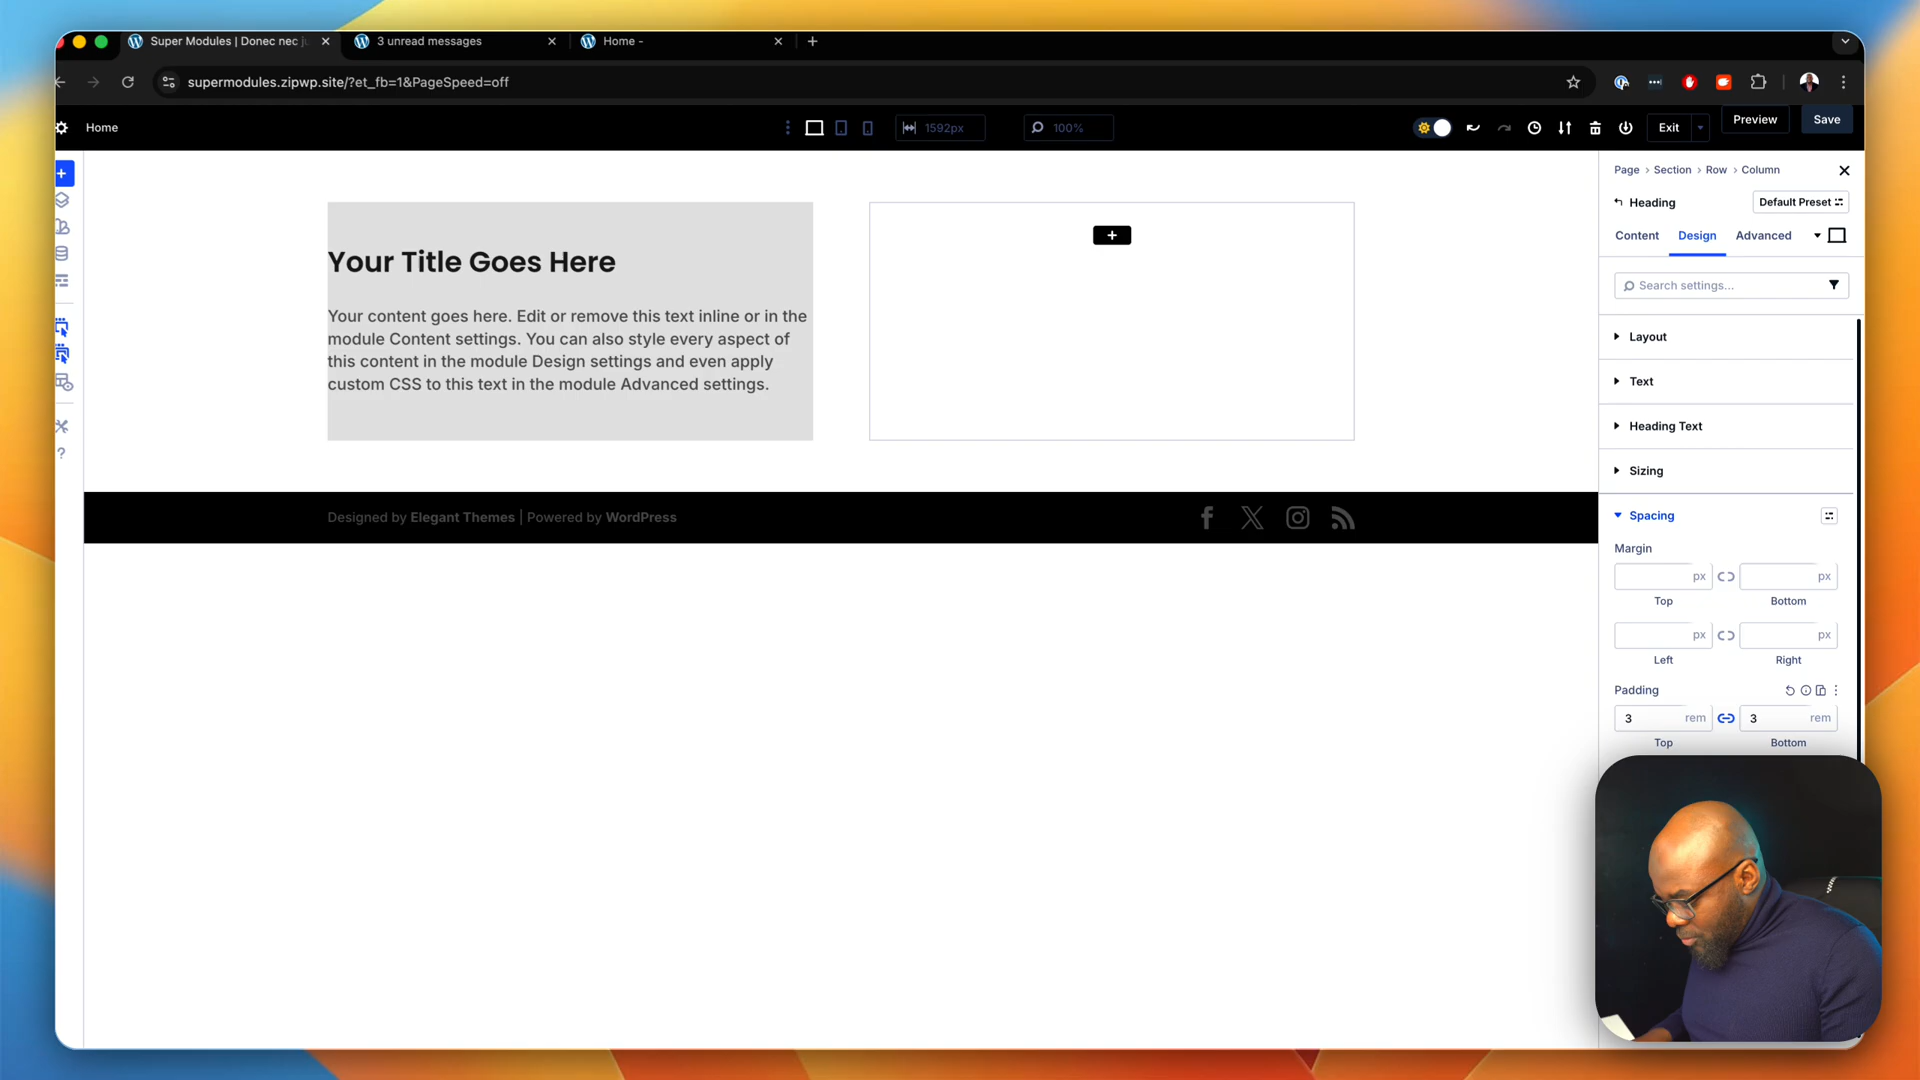 Super Modules | Donec nec ju
3 unread messages
Home -
supermodules.zipwp.site/?et_fb=1&PageSpeed=off
Home
1592px
100%
Exit
Preview
Save
Page › Section › Row › Column
Heading
Default Preset
Content
Design
Advanced
Search settings...
Layout
Text
Heading Text
Sizing
Spacing
Margin
px
px
Top
Bottom
px
px
Left
Right
Padding
3 rem
3 rem
Top
Bottom
Your Title Goes Here
Your content goes here. Edit or remove this text inline or in the
module Content settings. You can also style every aspect of
this content in the module Design settings and even apply
custom CSS to this text in the module Advanced settings.
Designed by Elegant Themes | Powered by WordPress